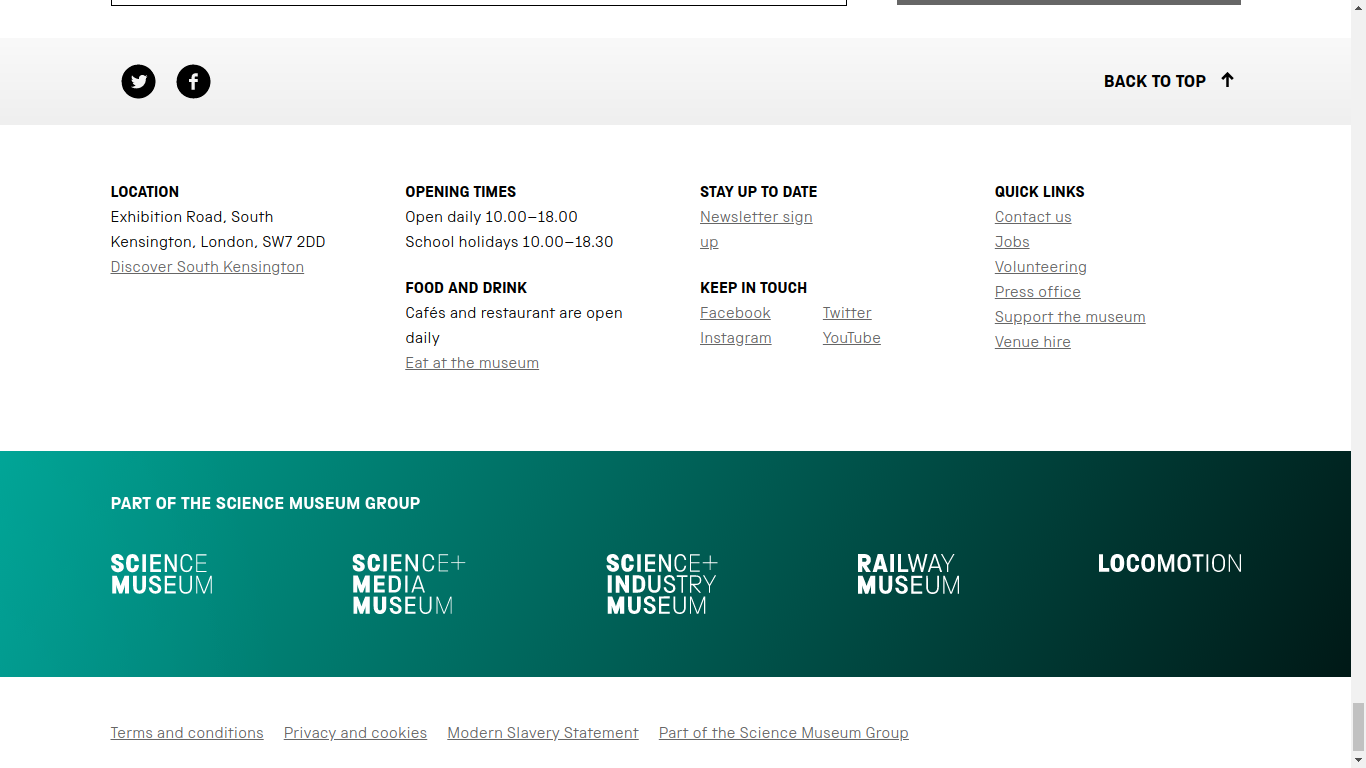 BACK TO TOP
LOCATION
Exhibition Road, South
Kensington, London, SW7 2DD
Discover South Kensington
OPENING TIMES
Open daily 10.00–18.00
School holidays 10.00–18.30
FOOD AND DRINK
Cafés and restaurant are open
daily
Eat at the museum
STAY UP TO DATE
Newsletter sign
up
KEEP IN TOUCH
Facebook Twitter
Instagram YouTube
QUICK LINKS
Contact us
Jobs
Volunteering
Press office
Support the museum
Venue hire
PART OF THE SCIENCE MUSEUM GROUP
SCIENCE
MUSEUM
SCIENCE+
MEDIA
MUSEUM
SCIENCE+
INDUSTRY
MUSEUM
RAILWAY
MUSEUM
LOCOMOTION
Terms and conditions Privacy and cookies Modern Slavery Statement Part of the Science Museum Group